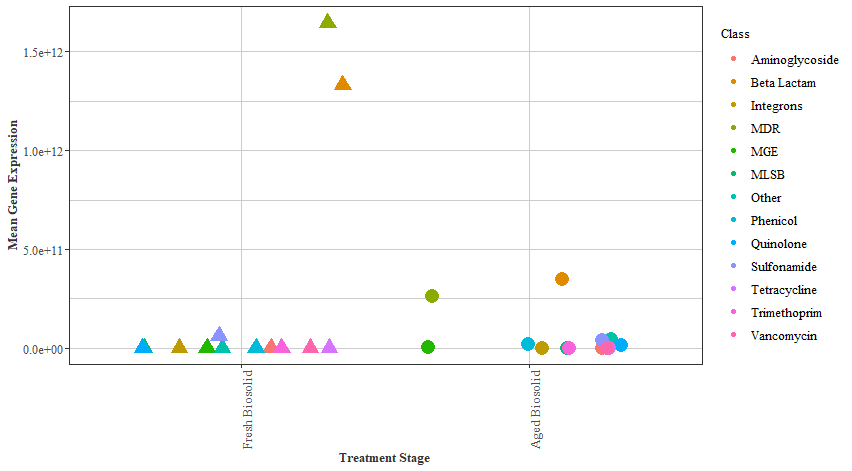 Mean Gene Expression
1.5e+12
1.0e+12
5.0e+11
0.0e+00
Fresh Biosolid
Aged Biosolid
Treatment Stage
Class
Aminoglycoside
Beta Lactam
Integrons
MDR
MGE
MLSB
Other
Phenicol
Quinolone
Sulfonamide
Tetracycline
Trimethoprim
Vancomycin